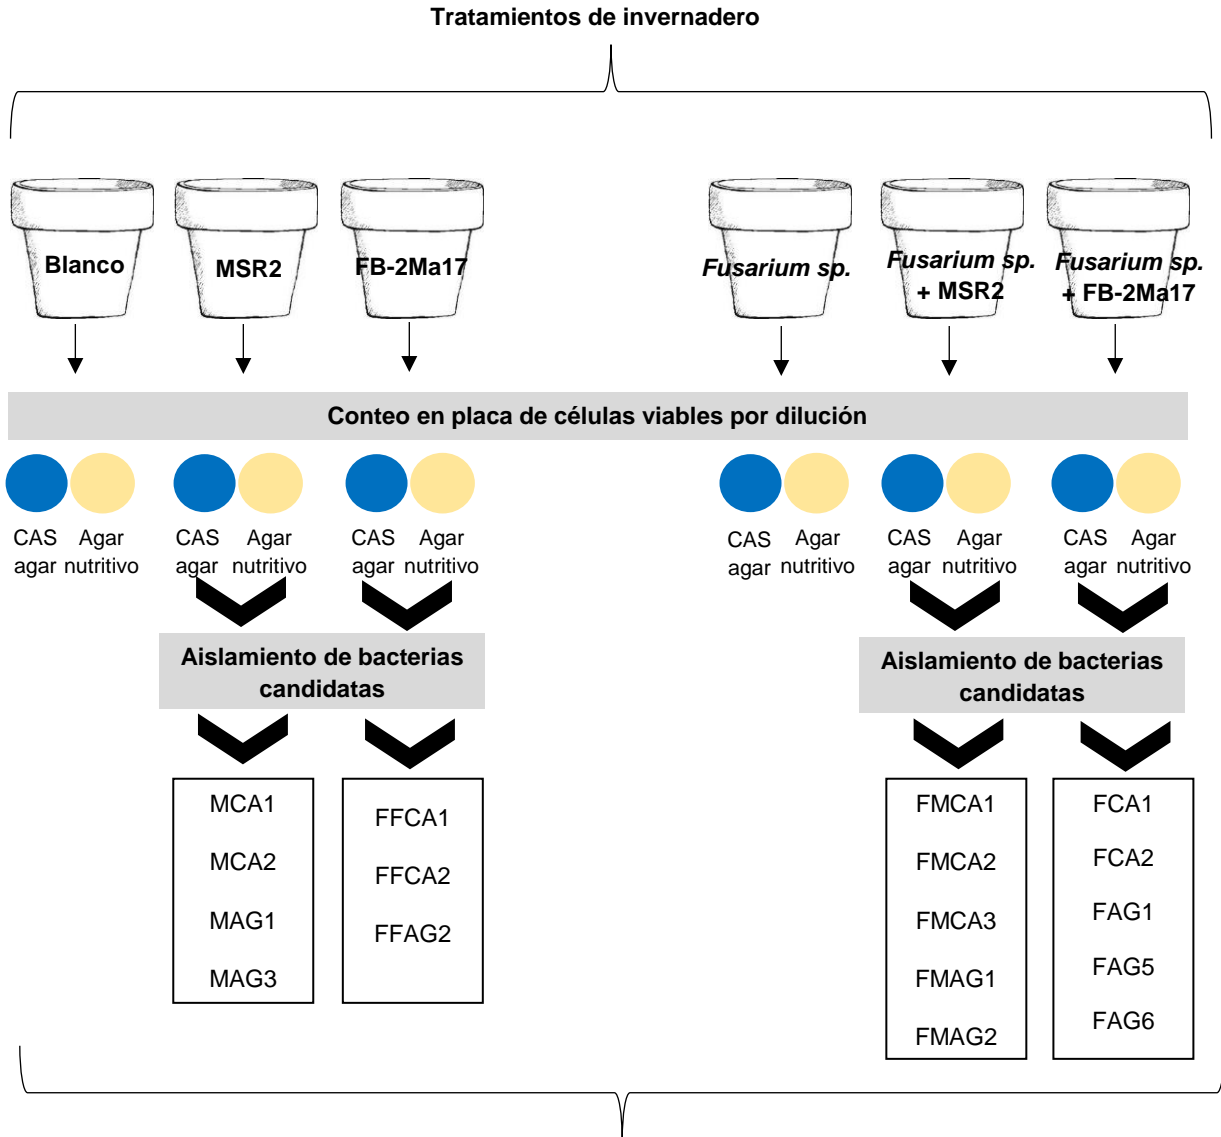 Tratamientos de invernadero
Blanco
MSR2
FB-2Ma17
Fusarium sp.
Fusarium sp.
+ MSR2
Fusarium sp.
+ FB-2Ma17
Conteo en placa de células viables por dilución
CAS
agar
Agar
nutritivo
CAS
agar
Agar
nutritivo
CAS
agar
Agar
nutritivo
CAS
agar
Agar
nutritivo
CAS
agar
Agar
nutritivo
CAS
agar
Agar
nutritivo
Aislamiento de bacterias
candidatas
Aislamiento de bacterias
candidatas
MCA1
MCA2
MAG1
MAG3
FFCA1
FFCA2
FFAG2
FMCA1
FMCA2
FMCA3
FMAG1
FMAG2
FCA1
FCA2
FAG1
FAG5
FAG6